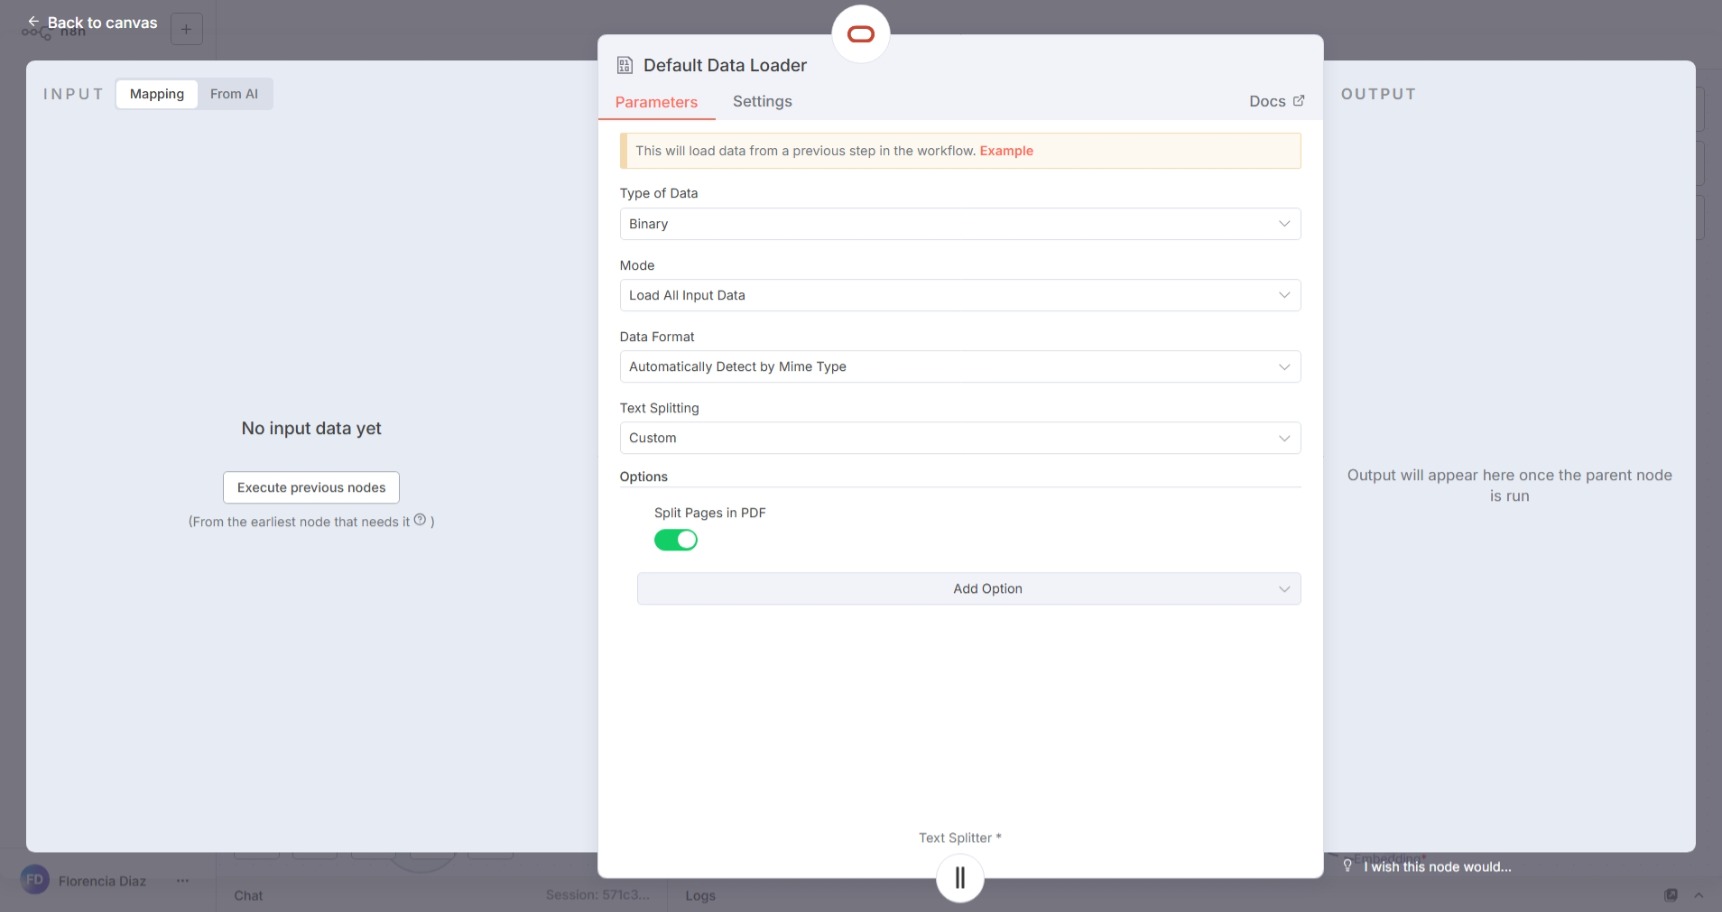 Back to canvas
n8n
INPUT
Mapping
From AI
No input data yet
Execute previous nodes
(From the earliest node that needs it ? )
Default Data Loader
Parameters
Settings
Docs
This will load data from a previous step in the workflow. Example
Type of Data
Binary
Mode
Load All Input Data
Data Format
Automatically Detect by Mime Type
Text Splitting
Custom
Options
Split Pages in PDF
Add Option
Text Splitter *
OUTPUT
Output will appear here once the parent node
is run
Embedding*
I wish this node would...
FD
Florencia Diaz
...
Chat
Session: 571c3...
Logs